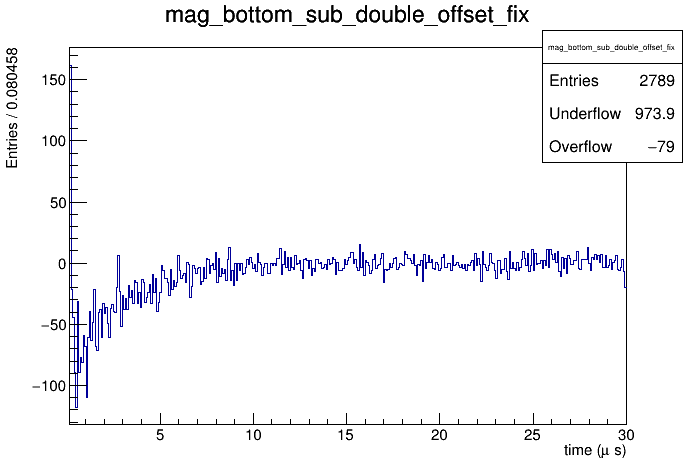 mag_bottom_sub_double_offset_fix
mag_bottom_sub_double_offset_fix
Entries 2789
Underflow 973.9
Overflow −79
Entries / 0.080458
150
100
50
0
−50
−100
5 10 15 20 25 30
time (μ s)